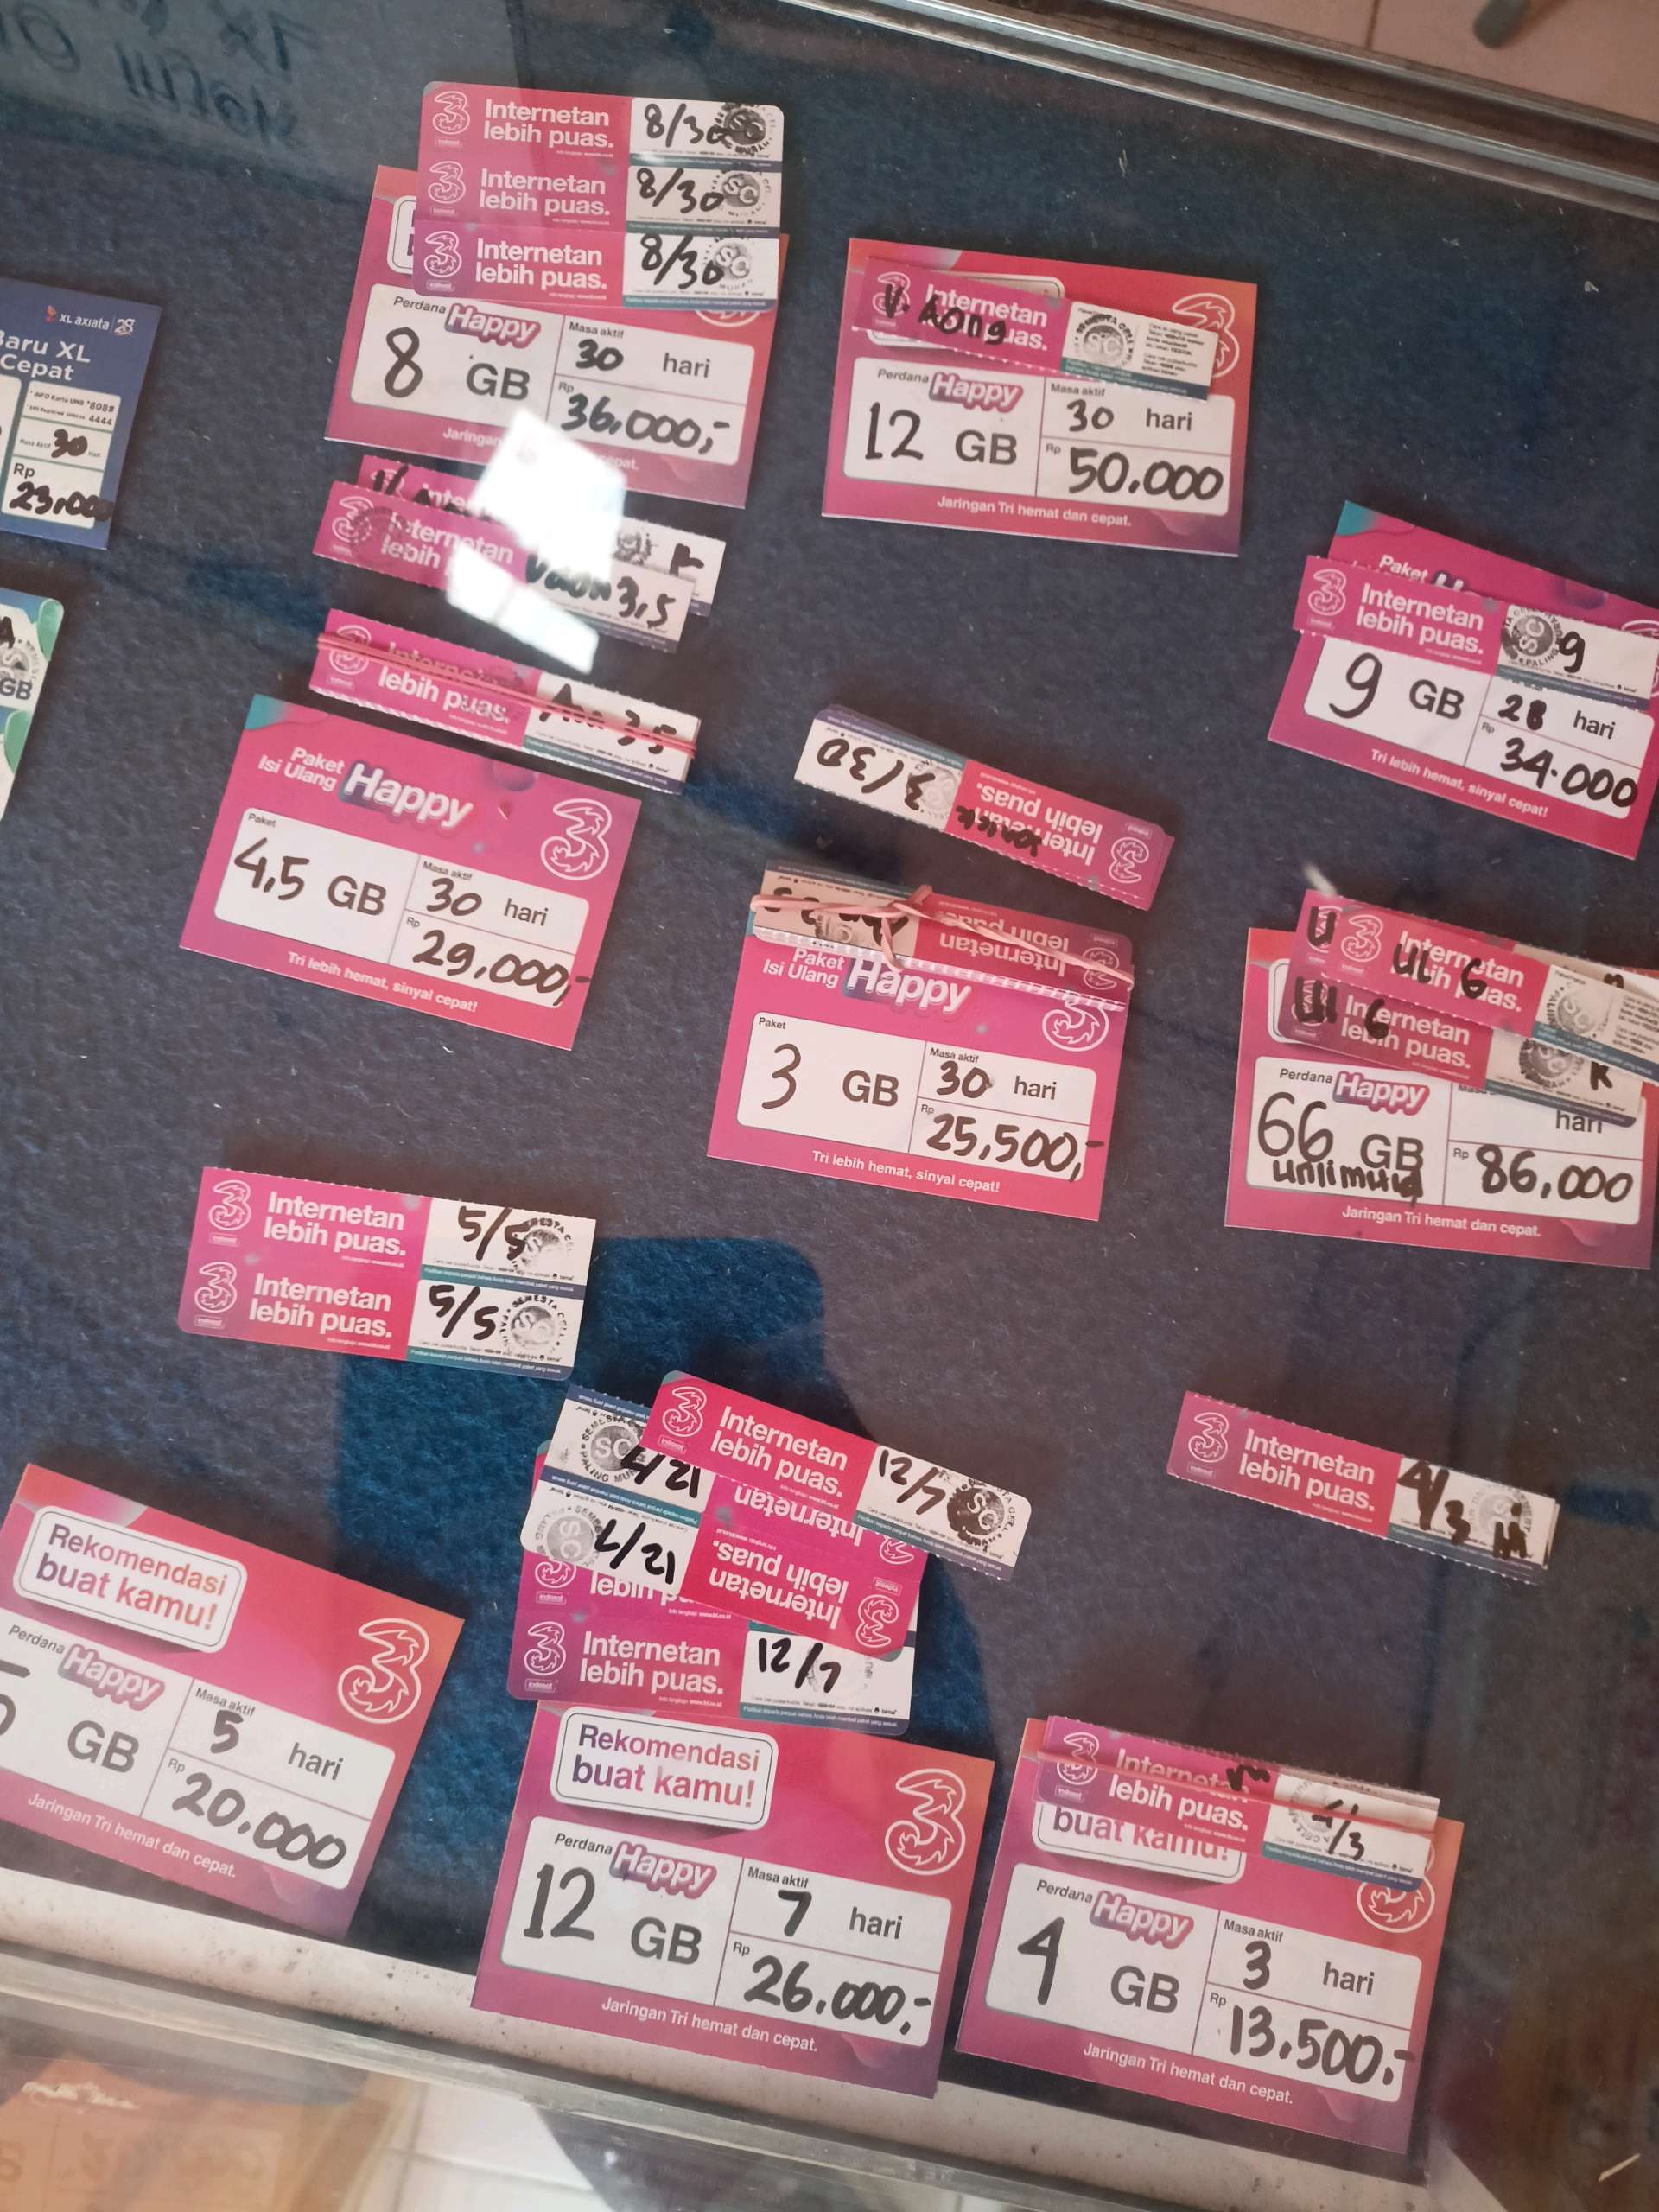 Internetan
lebih puas.
8/30
Internetan
lebih puas.
8/30
SC
Internetan
lebih puas.
8/30
SC
Perdana Happy
8 GB
Masa aktif
30 hari
Rp
36.000,-
Internetan
SC
Perdana Happy
12 GB
Masa aktif
30 hari
Rp
50.000
Jaringan Tri hemat dan cepat.
XL axiata 28
Baru XL
Cepat
4444
30
Rp
23,000
GB
Internetan
lebih
3,5
lebih puas.
3,5
Paket
Internetan
lebih puas.
SC
9
9 GB
28 hari
Rp
34.000
Tri lebih hemat, sinyal cepat!
Paket
Isi Ulang Happy
Paket
4,5 GB
Masa aktif
30 hari
Rp
29,000,-
Tri lebih hemat, sinyal cepat!
3/30
Internetan
lebih puas.
Internetan
lebih puas
Paket
Isi Ulang Happy
Paket
3 GB
Masa aktif
30 hari
Rp
25,500,-
Tri lebih hemat, sinyal cepat!
U
UL 6
Internetan
6
Internetan
lebih puas.
K
Perdana Happy
66 GB
hari
Rp
86,000
Jaringan Tri hemat dan cepat.
Internetan
lebih puas.
5/5
Internetan
lebih puas.
5/5
SEMESTA CELL
SC
Internetan
lebih puas.
12/7
SC
SC
/21
Internetan
/21
Internetan
lebih puas.
Internetan
lebih puas.
12/7
Internetan
lebih puas.
4/3
Rekomendasi
buat kamu!
Perdana Happy
GB
Masa aktif
5 hari
Rp
20.000
Jaringan Tri hemat dan cepat.
Rekomendasi
buat kamu!
Perdana Happy
12 GB
Masa aktif
7 hari
Rp
26.000,-
Jaringan Tri hemat dan cepat.
lebih puas.
4/3
buat kamu!
Perdana Happy
4 GB
Masa aktif
3 hari
Rp
13,500,-
Jaringan Tri hemat dan cepat.